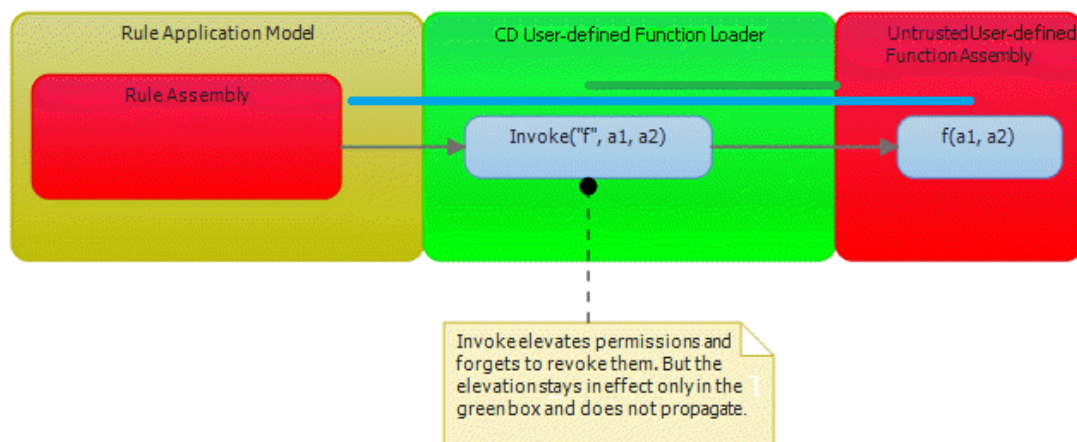 Rule Application Model
CD User-defined Function Loader
Untrusted User-defined
Function Assembly
Rule Assembly
Invoke("f", a1, a2)
f(a1, a2)
Invoke elevates permissions and
forgets to revoke them. But the
elevation stays in effect only in the
green box and does not propagate.